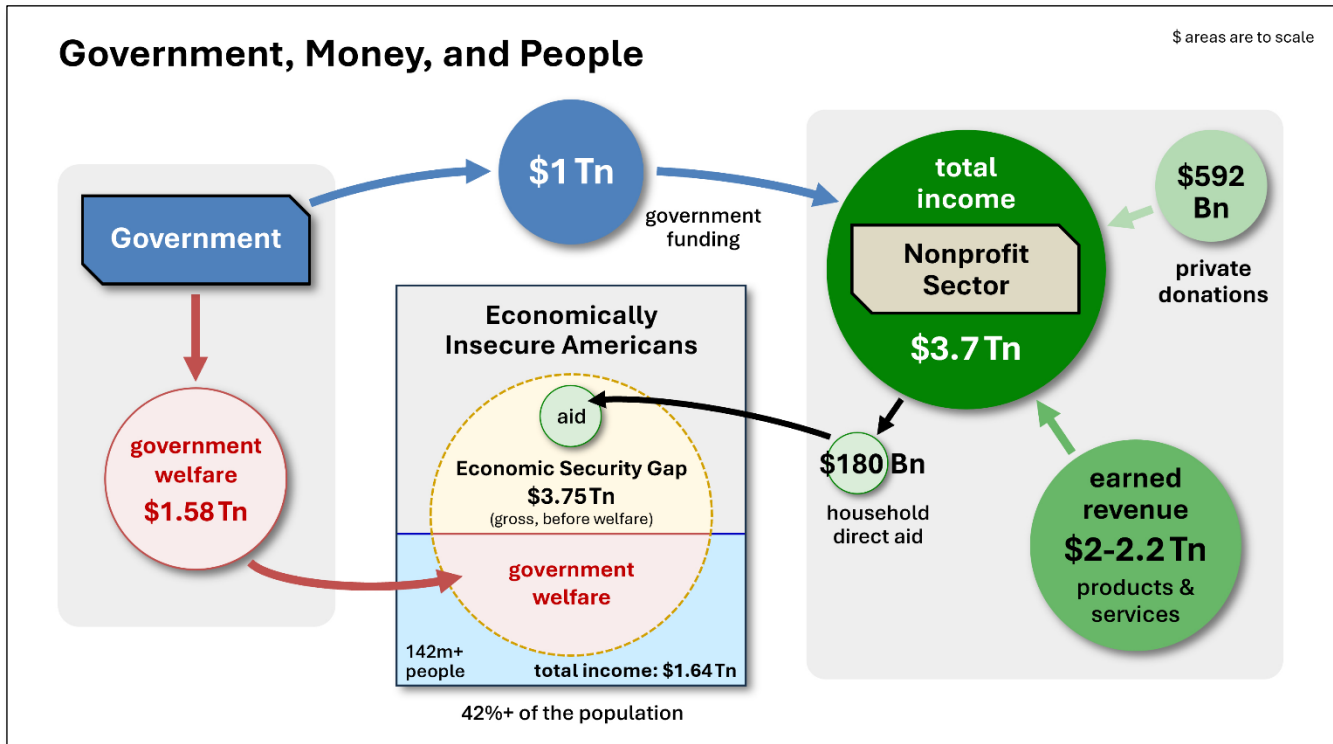 Government, Money, and People
$ areas are to scale
Government
$1 Tn
government
funding
total
income
Nonprofit
Sector
$3.7 Tn
$592
Bn
private
donations
government
welfare
$1.58 Tn
Economically
Insecure Americans
aid
Economic Security Gap
$3.75 Tn
(gross, before welfare)
government
welfare
142m+
people
total income: $1.64 Tn
42%+ of the population
$180 Bn
household
direct aid
earned
revenue
$2-2.2 Tn
products &
services